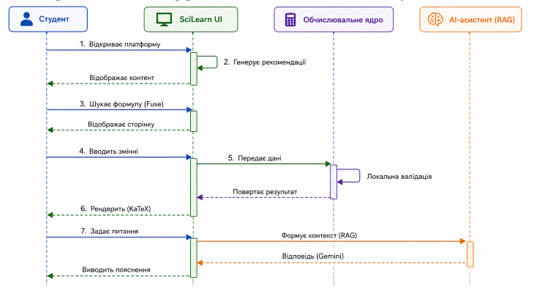 Студент
SciLearn UI
Обчислювальне ядро
AI-асистент (RAG)
1. Відкриває платформу
2. Генерує рекомендації
Відображає контент
3. Шукає формулу (Fuse)
Відображає сторінку
4. Вводить змінні
5. Передає дані
Локальна валідація
Повертає результат
6. Рендерить (KaTeX)
7. Задає питання
Формує контекст (RAG)
Відповідь (Gemini)
Виводить пояснення